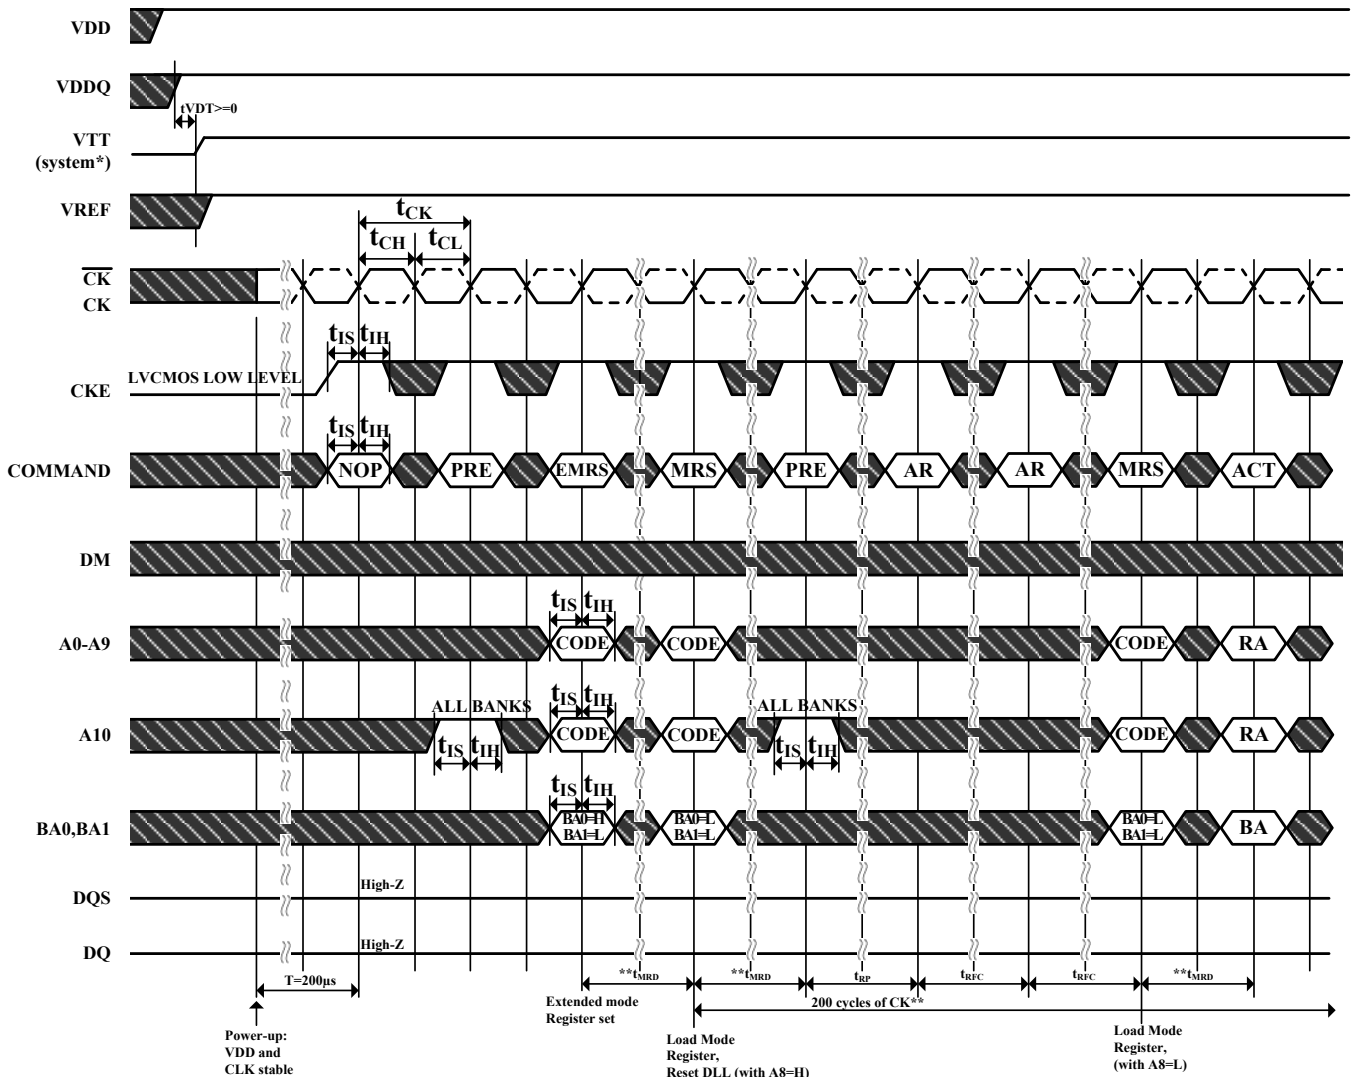 VDD
VDDQ
tVDT>=0
VTT
(system*)
VREF
tCK
tCH tCL
CK
CK
tIS tIH
LVCMOS LOW LEVEL
CKE
tIS tIH
COMMAND NOP PRE EMRS MRS PRE AR AR MRS ACT
DM
tIS tIH
A0-A9 CODE CODE CODE RA
ALL BANKS tIS tIH ALL BANKS
A10 CODE CODE CODE RA
tIS tIH tIS tIH
tIS tIH
BA0=H BA0=L BA0=L
BA0,BA1 BA1=L BA1=L BA1=L BA
High-Z
DQS
High-Z
DQ
T=200µs **tMRD **tMRD tRP tRFC tRFC **tMRD
200 cycles of CK**
Extended mode
Register set
Power-up:
VDD and
CLK stable
Load Mode
Register,
Reset DLL (with A8=H)
Load Mode
Register,
(with A8=L)